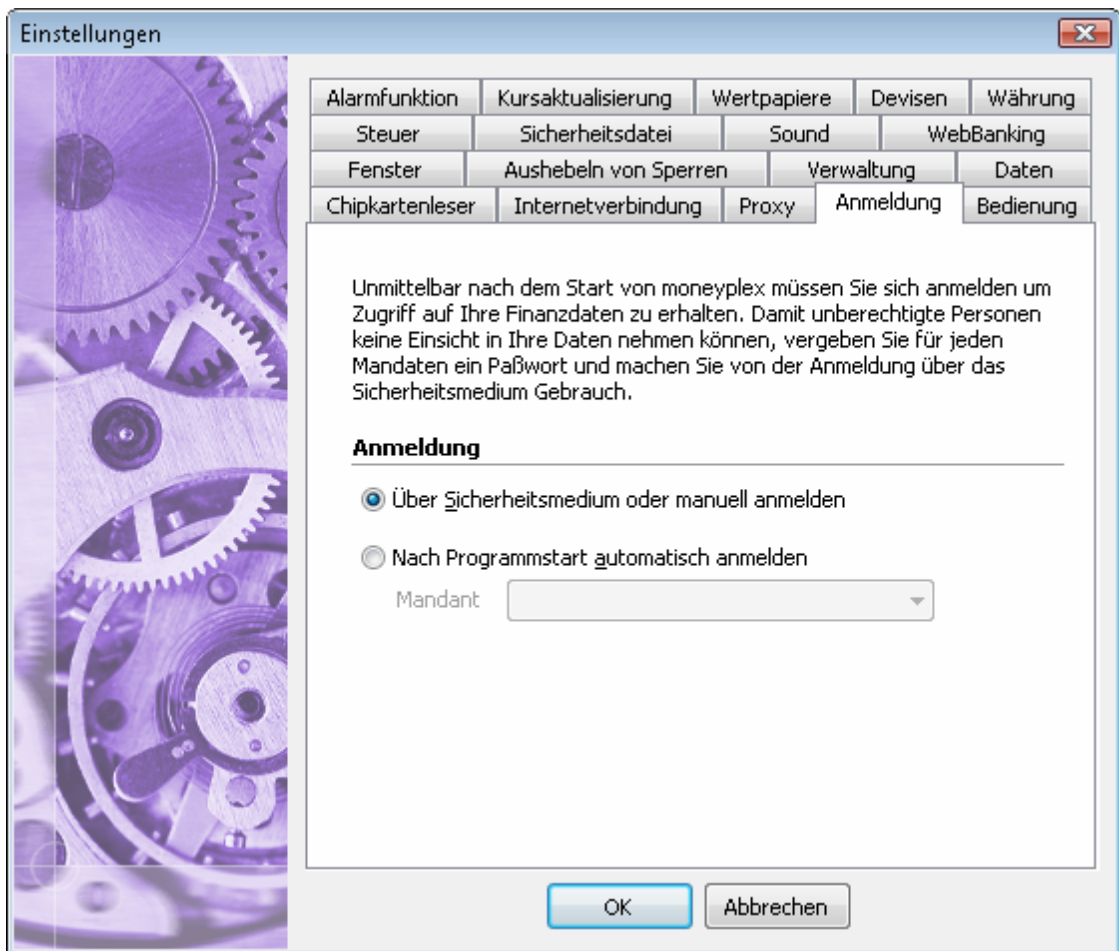 Einstellungen
Alarmfunktion Kursaktualisierung Wertpapiere Devisen Währung
Steuer Sicherheitsdatei Sound WebBanking
Fenster Aushebeln von Sperren Verwaltung Daten
Chipkartenleser Internetverbindung Proxy Anmeldung Bedienung
Unmittelbar nach dem Start von moneyplex müssen Sie sich anmelden um
Zugriff auf Ihre Finanzdaten zu erhalten. Damit unberechtigte Personen
keine Einsicht in Ihre Daten nehmen können, vergeben Sie für jeden
Mandaten ein Paßwort und machen Sie von der Anmeldung über das
Sicherheitsmedium Gebrauch.
Anmeldung
Über Sicherheitsmedium oder manuell anmelden
Nach Programmstart automatisch anmelden
Mandant
OK Abbrechen